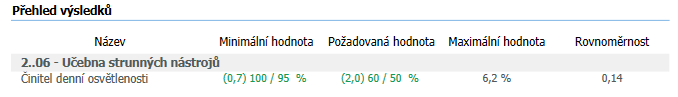 Přehled výsledků
Název Minimální hodnota Požadovaná hodnota Maximální hodnota Rovnoměrnost
2..06 - Učebna strunných nástrojů
Činitel denní osvětlenosti (0,7) 100 / 95 % (2,0) 60 / 50 % 6,2 % 0,14